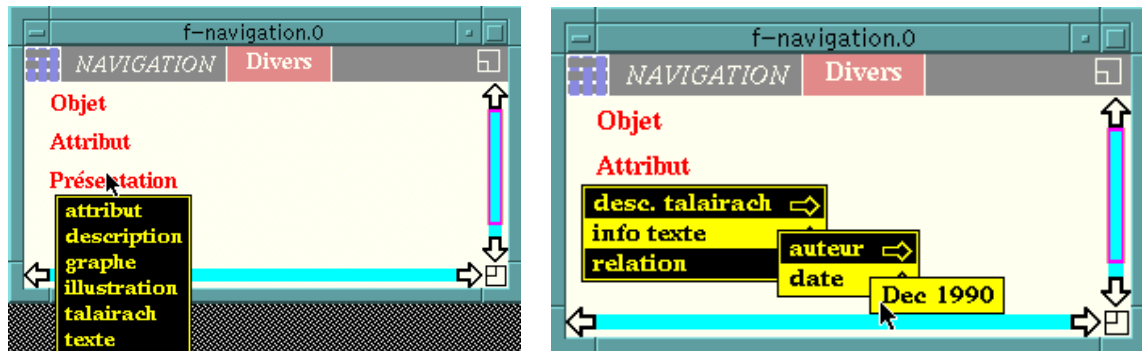 f-navigation.0
NAVIGATION Divers
Objet
Attribut
Présentation
attribut
description
graphe
illustration
talairach
texte
f-navigation.0
NAVIGATION Divers
Objet
Attribut
desc. talairach
info texte
relation
auteur
date
Dec 1990